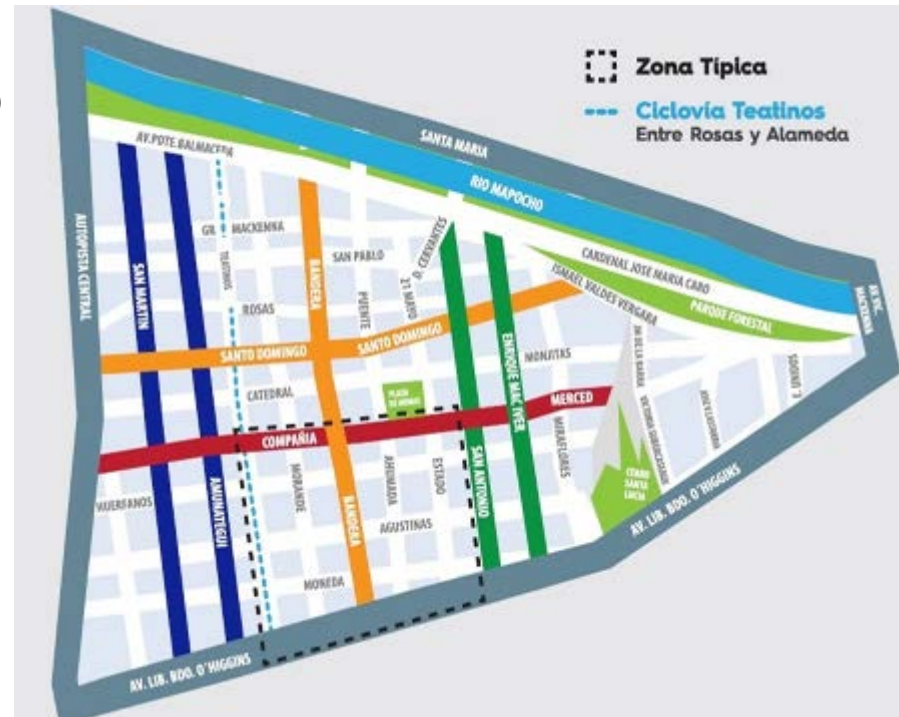 Zona Típica
Ciclovía Teatinos
Entre Rosas y Alameda
SANTA MARIA
RIO MAPOCHO
AV.PDTE.BALMACEDA
AUTOPISTA CENTRAL
SAN MARTIN
GRAL MACKENNA
TEATINOS
BANDERA
SAN PABLO
D. CERVANTES
21 MAYO
PUENTE
CARDENAL JOSE MARIA CARO
ISMAEL VALDES VERGARA
PARQUE FORESTAL
AV. VIC. MACKENNA
ROSAS
SANTO DOMINGO
SANTO DOMINGO
ENRIQUE MAC IVER
MONJITAS
CATEDRAL
PLAZA
DE ARMAS
MERCED
COMPAÑIA
HUERFANOS
AMUNATEGUI
MORANDE
BANDERA
AHUMADA
ESTADO
SAN ANTONIO
MIRAFLORES
CERRO
SANTA
LUCIA
AGUSTINAS
MONEDA
AV. LIB. BDO. O'HIGGINS
AV. LIB. BDO. O'HIGGINS